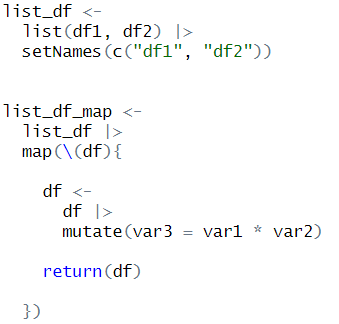 list_df <-
  list(df1, df2) |>
  setNames(c("df1", "df2"))
list_df_map <-
  list_df |>
  map(\(df){
    df <-
      df |>
      mutate(var3 = var1 * var2)
    return(df)
  })